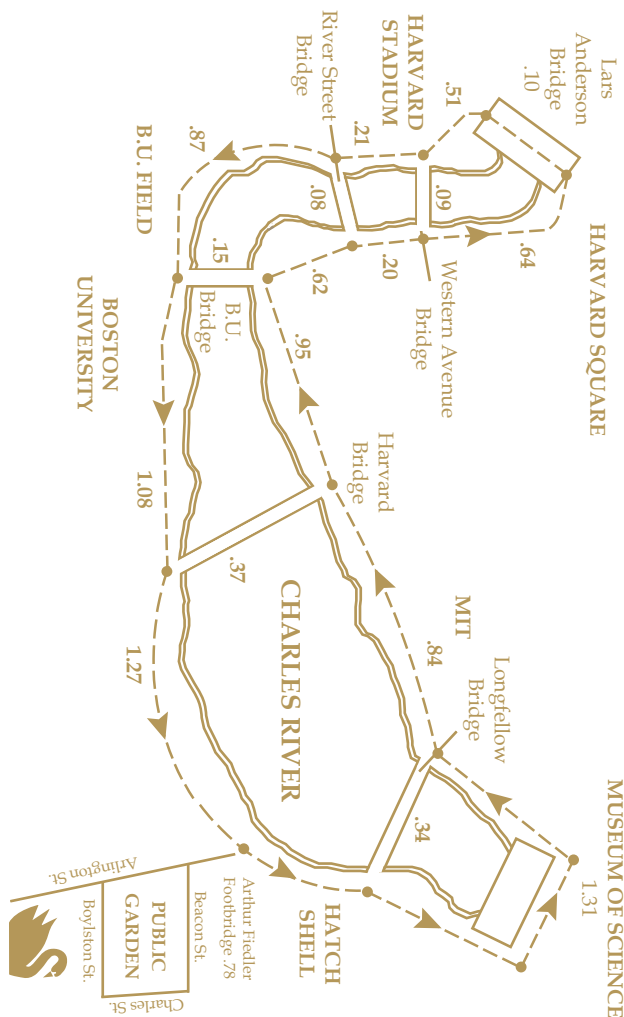 Lars
Anderson
Bridge
.10
HARVARD SQUARE
.51
HARVARD
STADIUM
.64
.09
.21
Western Avenue
Bridge
.20
River Street
Bridge
.08
.62
.87
B.U. FIELD
.15
B.U.
Bridge
.95
BOSTON
UNIVERSITY
Harvard
Bridge
1.08
.37
CHARLES RIVER
MIT
.84
1.27
Longfellow
Bridge
.34
MUSEUM OF SCIENCE
1.31
HATCH
SHELL
Arthur Fiedler
Footbridge .78
Beacon St.
Arlington St.
PUBLIC
GARDEN
Boylston St.
Charles St.